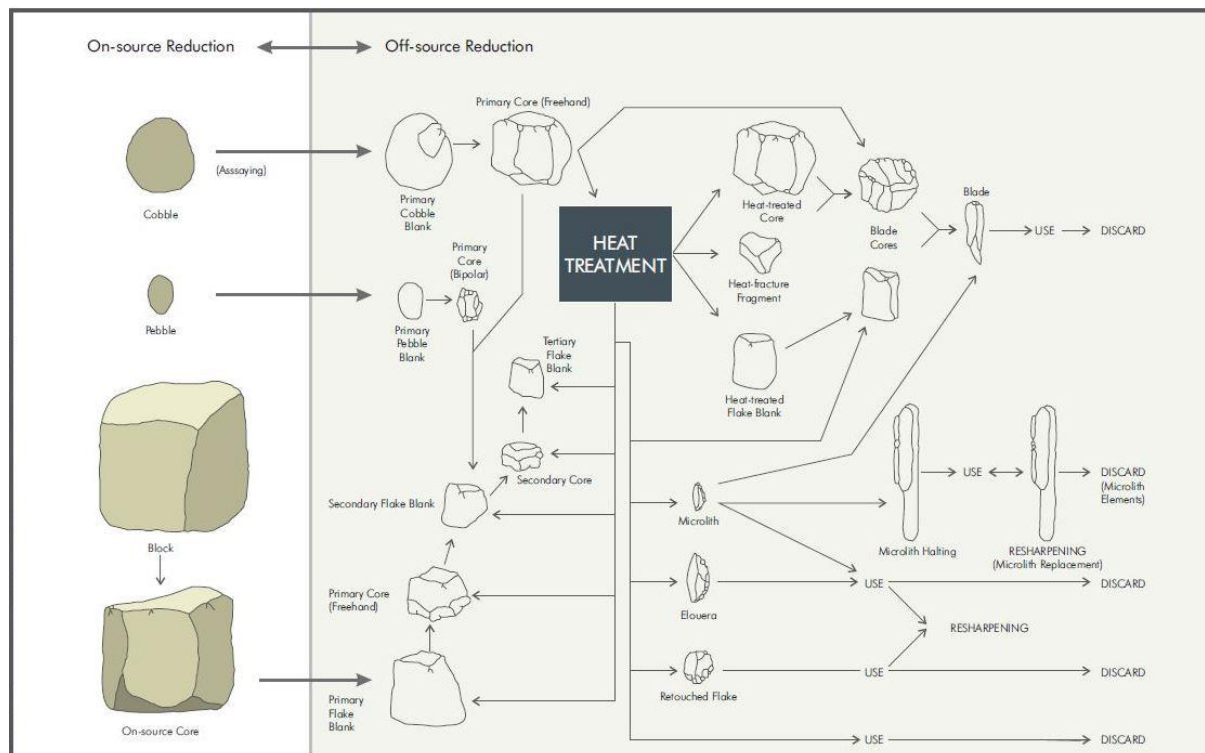 On-source Reduction
Off-source Reduction
Primary Core (Freehand)
(Asssaying)
Cobble
Primary
Cobble
Blank
Primary
Core
(Bipolar)
HEAT
TREATMENT
Heat-treated
Core
Blade
Cores
Blade
USE
DISCARD
Heat-fracture
Fragment
Pebble
Primary
Pebble
Blank
Tertiary
Flake
Blank
Heat-treated
Flake Blank
Secondary Core
Secondary Flake Blank
Microlith
USE
DISCARD
(Microlith
Elements)
Microlith Halting
RESHARPENING
(Microlith Replacement)
Block
Primary Core
(Freehand)
Elouera
USE
DISCARD
RESHARPENING
Retouched Flake
USE
DISCARD
Primary
Flake
Blank
On-source Core
USE
DISCARD